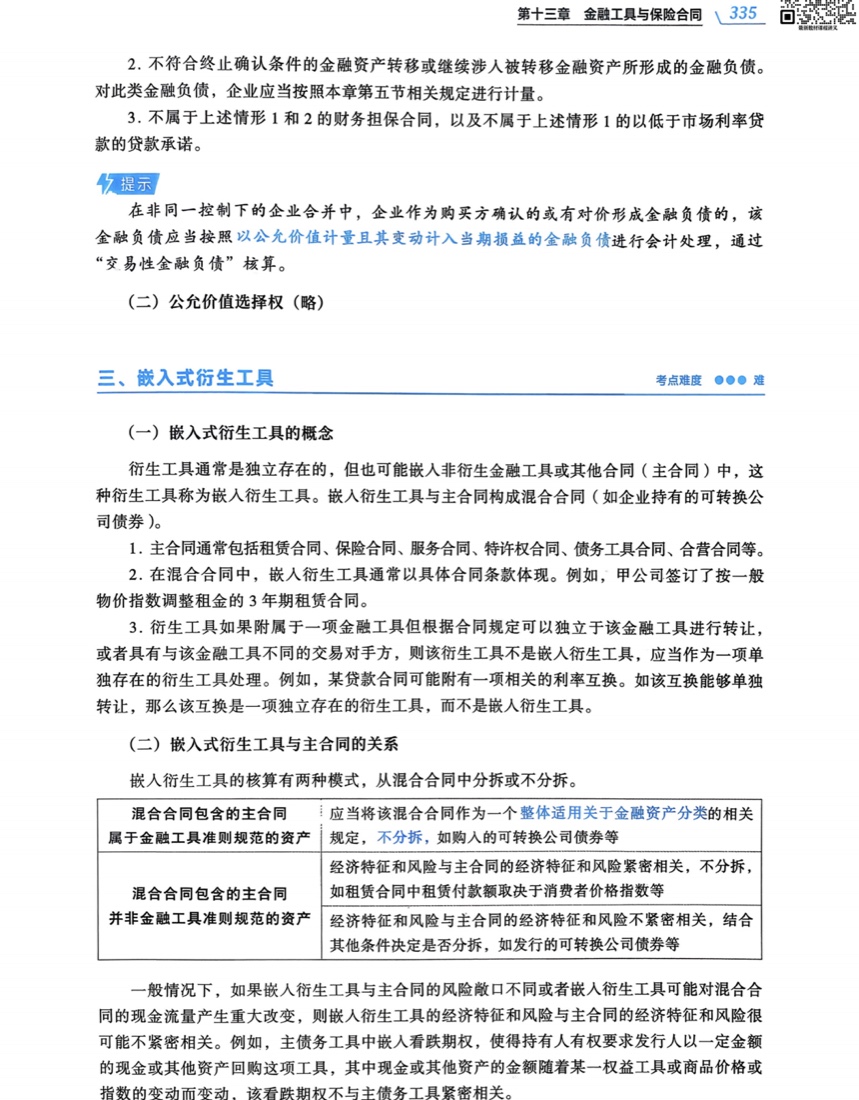 第十三章 金融工具与保险合同 335
2. 不符合终止确认条件的金融资产转移或继续涉入被转移金融资产所形成的金融负债。
对此类金融负债，企业应当按照本章第五节相关规定进行计量。
3. 不属于上述情形 1 和 2 的财务担保合同，以及不属于上述情形 1 的以低于市场利率贷
款的贷款承诺。
提示
在非同一控制下的企业合并中，企业作为购买方确认的或有对价形成金融负债的，该
金融负债应当按照以公允价值计量且其变动计入当期损益的金融负债进行会计处理，通过
“交易性金融负债”核算。
（二）公允价值选择权（略）
三、嵌入式衍生工具 考点难度 ●●● 难
（一）嵌入式衍生工具的概念
衍生工具通常是独立存在的，但也可能嵌入非衍生金融工具或其他合同（主合同）中，这
种衍生工具称为嵌入衍生工具。嵌入衍生工具与主合同构成混合合同（如企业持有的可转换公
司债券）。
1. 主合同通常包括租赁合同、保险合同、服务合同、特许权合同、债务工具合同、合营合同等。
2. 在混合合同中，嵌入衍生工具通常以具体合同条款体现。例如，甲公司签订了按一般
物价指数调整租金的 3 年期租赁合同。
3. 衍生工具如果附属于一项金融工具但根据合同规定可以独立于该金融工具进行转让，
或者具有与该金融工具不同的交易对手方，则该衍生工具不是嵌入衍生工具，应当作为一项单
独存在的衍生工具处理。例如，某贷款合同可能附有一项相关的利率互换。如该互换能够单独
转让，那么该互换是一项独立存在的衍生工具，而不是嵌入衍生工具。
（二）嵌入式衍生工具与主合同的关系
嵌入衍生工具的核算有两种模式，从混合合同中分拆或不分拆。
混合合同包含的主合同
属于金融工具准则规范的资产
应当将该混合合同作为一个整体适用关于金融资产分类的相关
规定，不分拆，如购入的可转换公司债券等
混合合同包含的主合同
并非金融工具准则规范的资产
经济特征和风险与主合同的经济特征和风险紧密相关，不分拆，
如租赁合同中租赁付款额取决于消费者价格指数等
经济特征和风险与主合同的经济特征和风险不紧密相关，结合
其他条件决定是否分拆，如发行的可转换公司债券等
一般情况下，如果嵌入衍生工具与主合同的风险敞口不同或者嵌入衍生工具可能对混合合
同的现金流量产生重大改变，则嵌入衍生工具的经济特征和风险与主合同的经济特征和风险很
可能不紧密相关。例如，主债务工具中嵌入看跌期权，使得持有人有权要求发行人以一定金额
的现金或其他资产回购这项工具，其中现金或其他资产的金额随着某一权益工具或商品价格或
指数的变动而变动，该看跌期权不与主债务工具紧密相关。